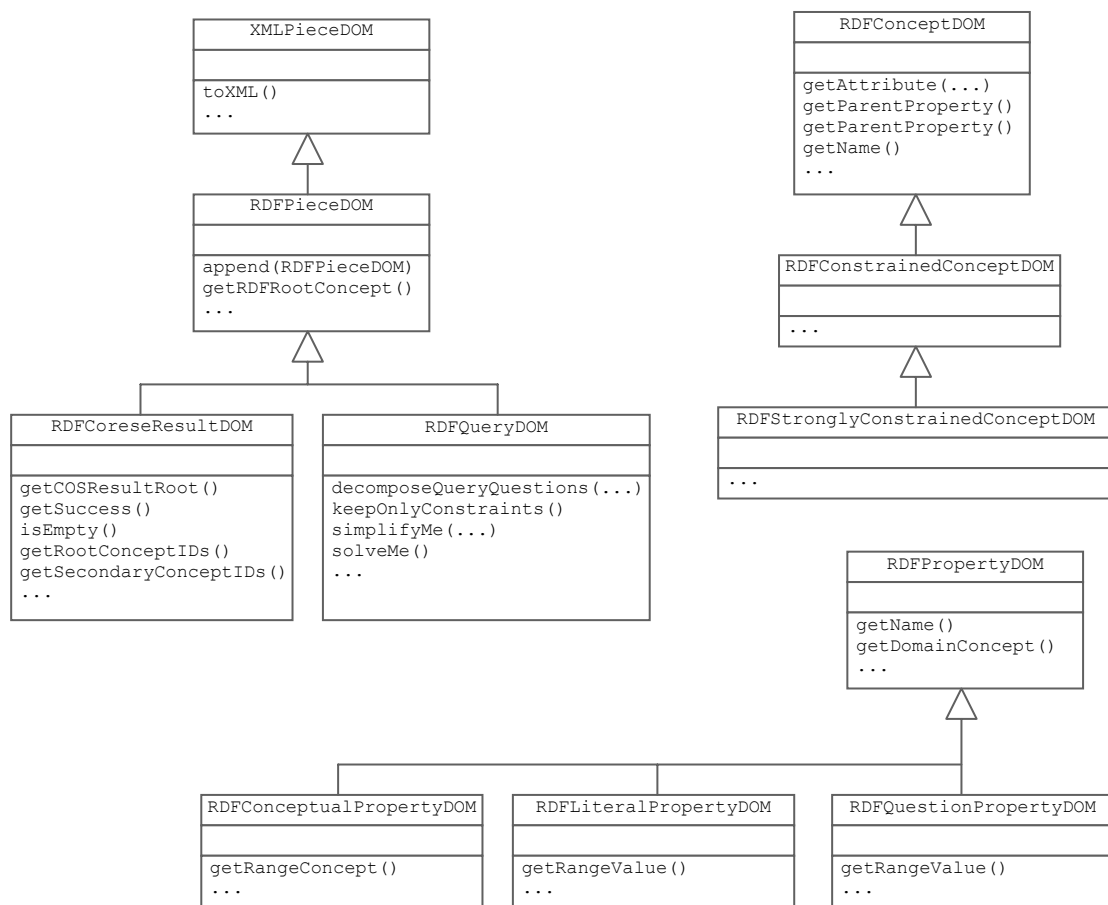 XMLPieceDOM
toXML()
...
RDFPieceDOM
append(RDFPieceDOM)
getRDFRootConcept()
...
RDFCoreseResultDOM
getCOSResultRoot()
getSuccess()
isEmpty()
getRootConceptIDs()
getSecondaryConceptIDs()
...
RDFQueryDOM
decomposeQueryQuestions(...)
keepOnlyConstraints()
simplifyMe(...)
solveMe()
...
RDFConceptDOM
getAttribute(...)
getParentProperty()
getParentProperty()
getName()
...
RDFConstrainedConceptDOM
...
RDFStronglyConstrainedConceptDOM
...
RDFPropertyDOM
getName()
getDomainConcept()
...
RDFConceptualPropertyDOM
getRangeConcept()
...
RDFLiteralPropertyDOM
getRangeValue()
...
RDFQuestionPropertyDOM
getRangeValue()
...